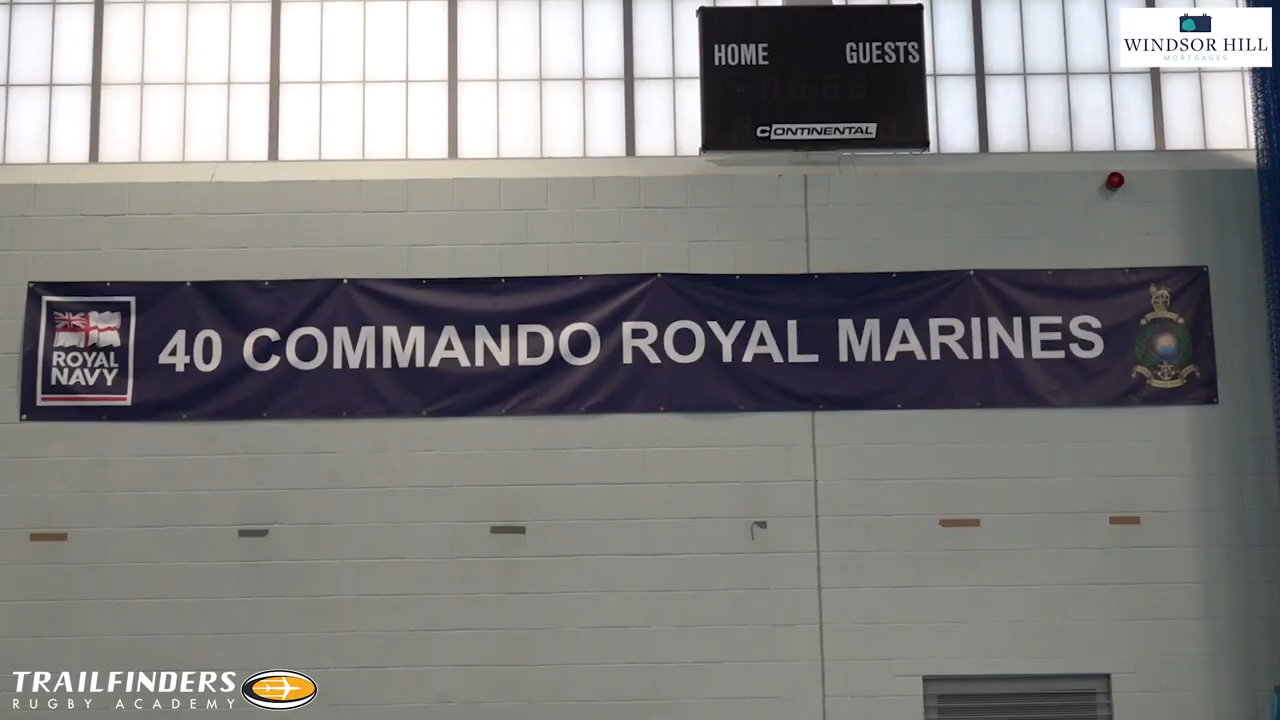 HOME GUESTS
CONTINENTAL
WINDSOR HILL
MORTGAGES
ROYAL
NAVY
40 COMMANDO ROYAL MARINES
TRAILFINDERS
RUGBY ACADEMY